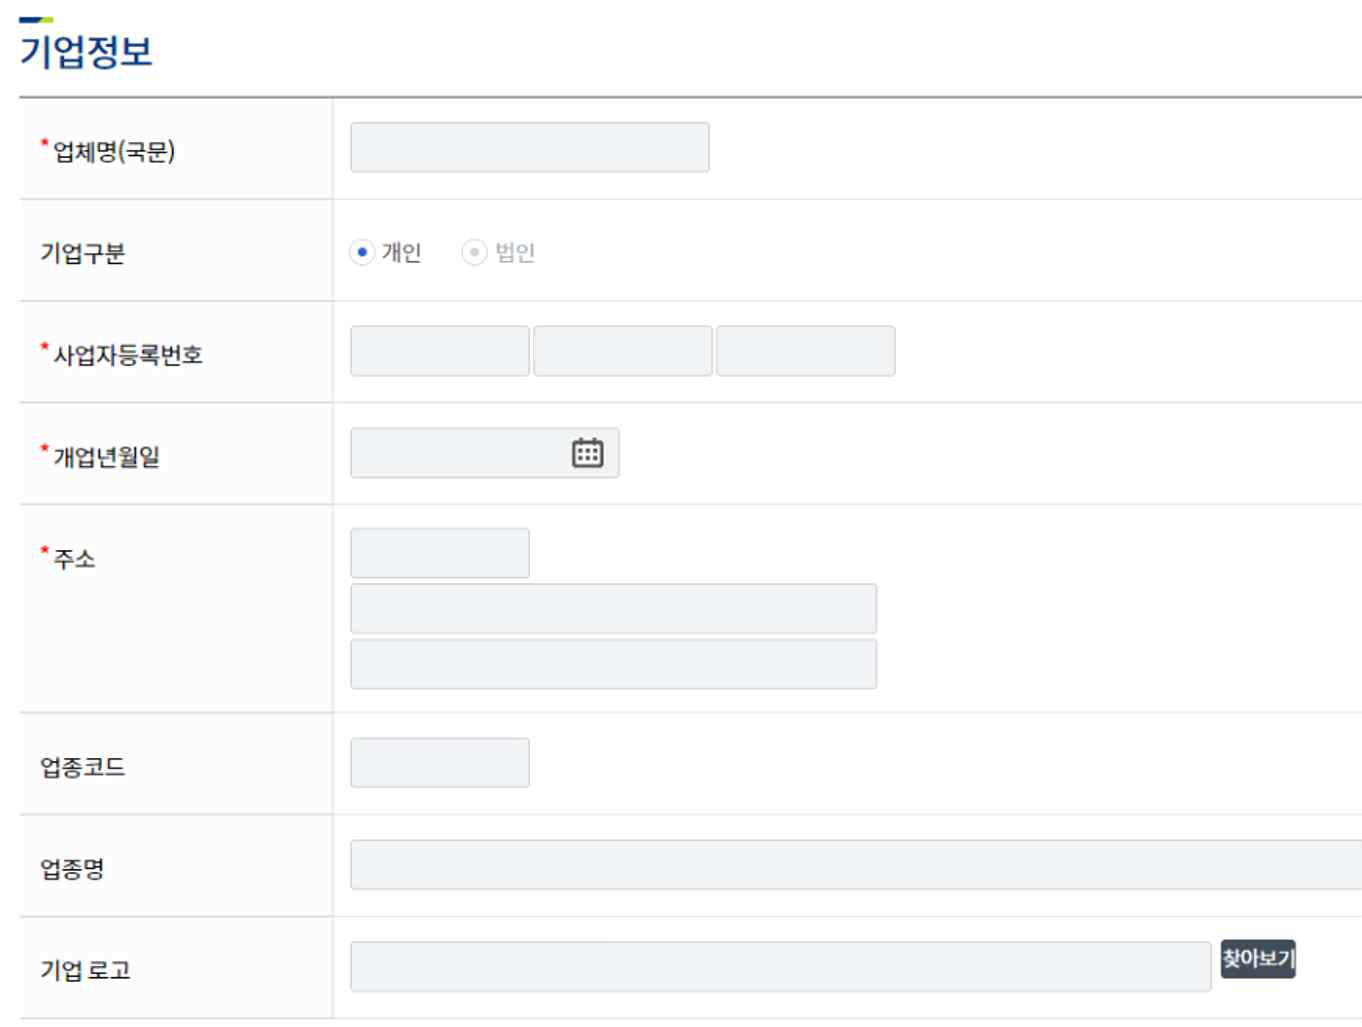 기업정보
* 업체명(국문)
기업구분 개인 법인
* 사업자등록번호
* 개업년월일
* 주소
업종코드
업종명
기업 로고 찾아보기